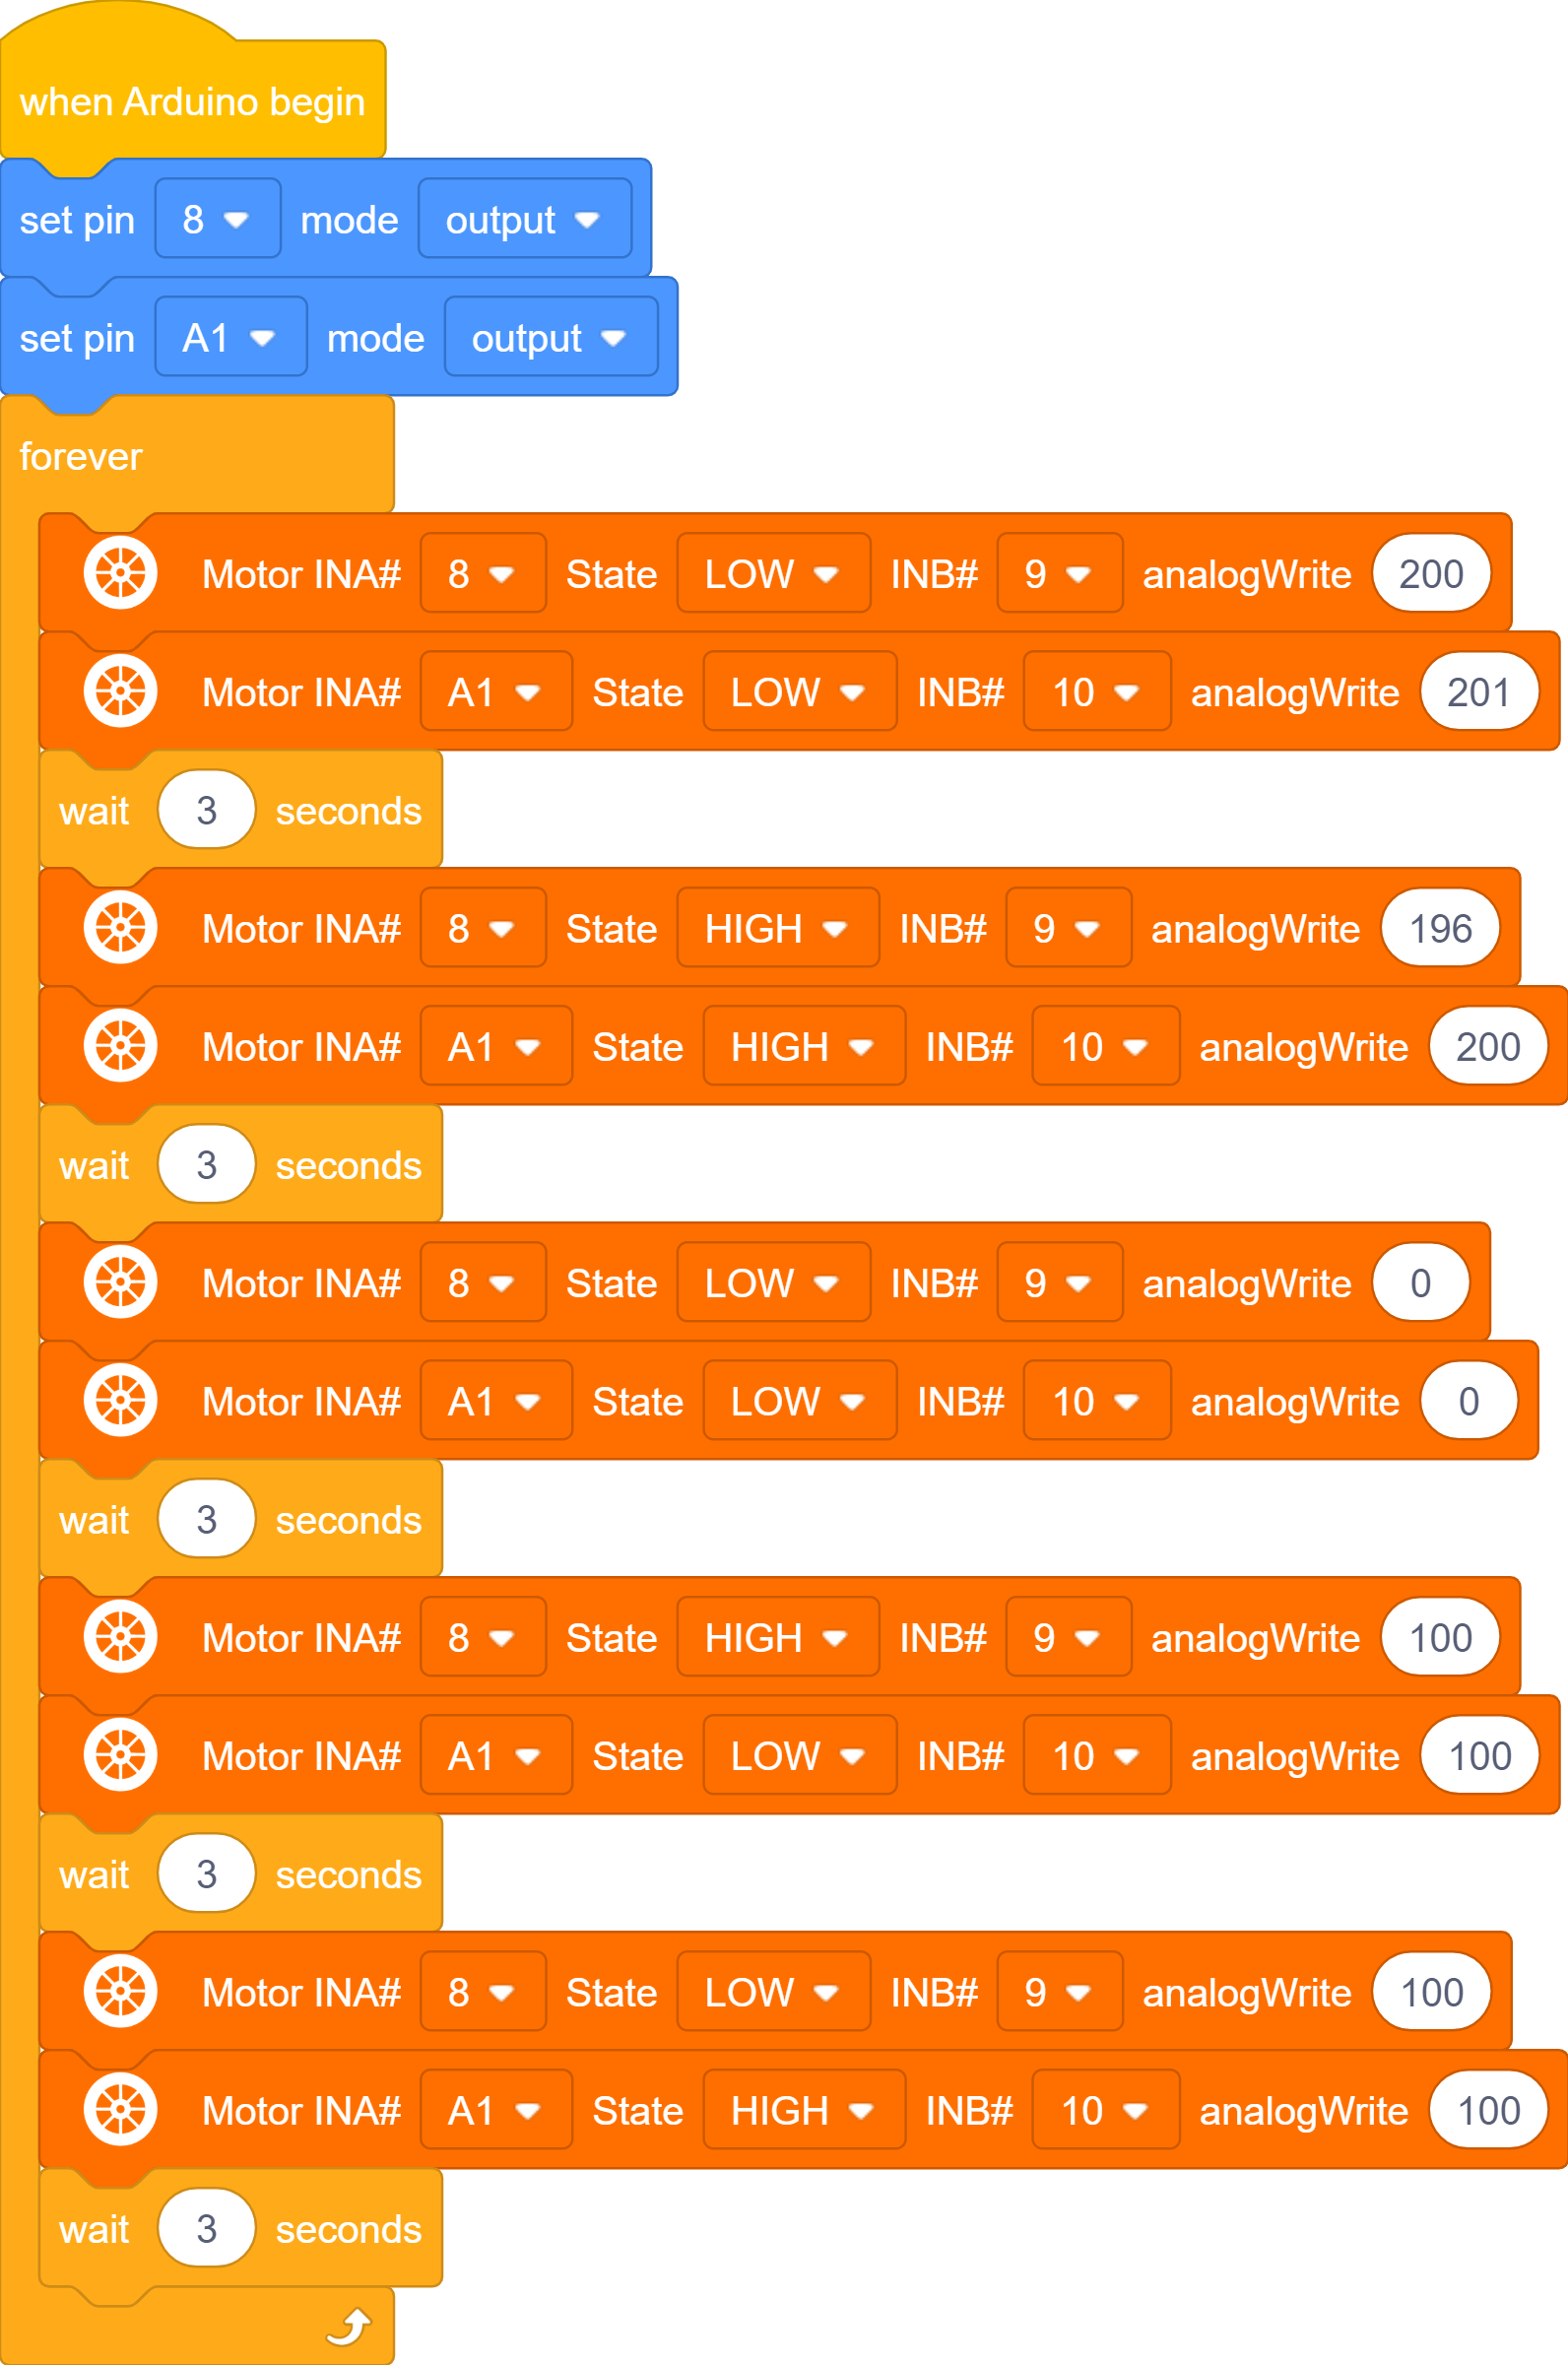 when Arduino begin
set pin 8 mode output
set pin A1 mode output
forever
Motor INA# 8 State LOW INB# 9 analogWrite 200
Motor INA# A1 State LOW INB# 10 analogWrite 201
wait 3 seconds
Motor INA# 8 State HIGH INB# 9 analogWrite 196
Motor INA# A1 State HIGH INB# 10 analogWrite 200
wait 3 seconds
Motor INA# 8 State LOW INB# 9 analogWrite 0
Motor INA# A1 State LOW INB# 10 analogWrite 0
wait 3 seconds
Motor INA# 8 State HIGH INB# 9 analogWrite 100
Motor INA# A1 State LOW INB# 10 analogWrite 100
wait 3 seconds
Motor INA# 8 State LOW INB# 9 analogWrite 100
Motor INA# A1 State HIGH INB# 10 analogWrite 100
wait 3 seconds